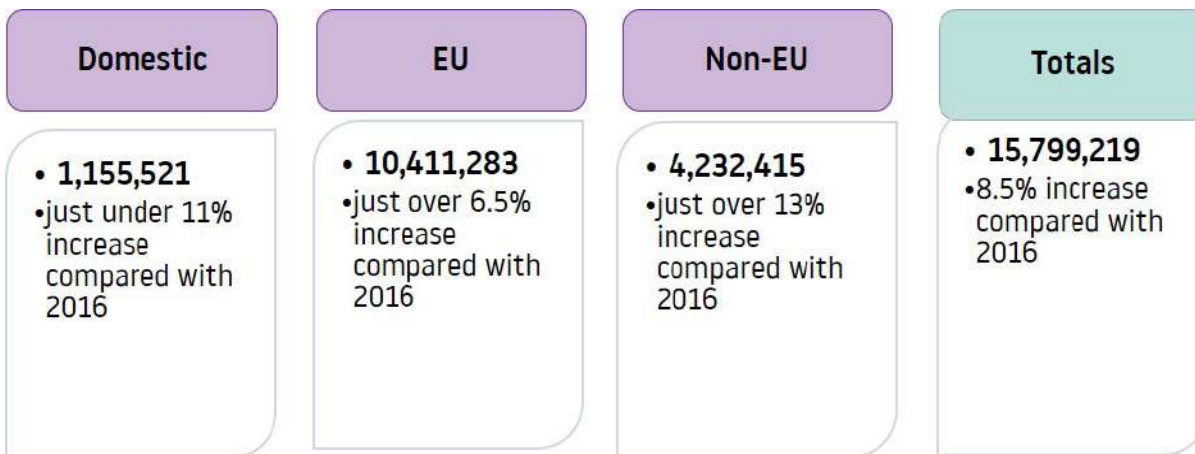 Domestic
• 1,155,521
•just under 11%
increase
compared with
2016
EU
• 10,411,283
•just over 6.5%
increase
compared with
2016
Non-EU
• 4,232,415
•just over 13%
increase
compared with
2016
Totals
• 15,799,219
•8.5% increase
compared with
2016